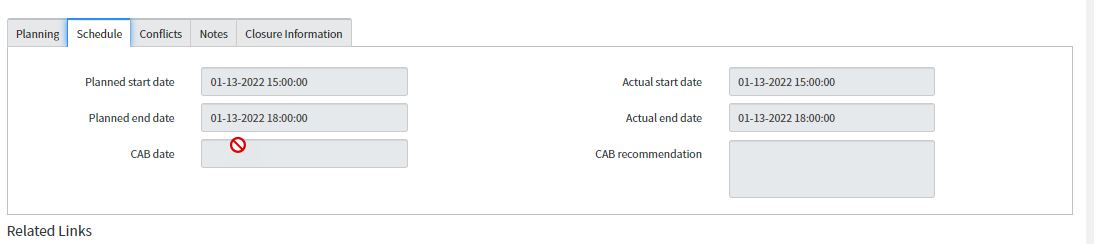 Planning Schedule Conflicts Notes Closure Information
Planned start date 01-13-2022 15:00:00 Actual start date 01-13-2022 15:00:00
Planned end date 01-13-2022 18:00:00 Actual end date 01-13-2022 18:00:00
CAB date CAB recommendation
Related Links